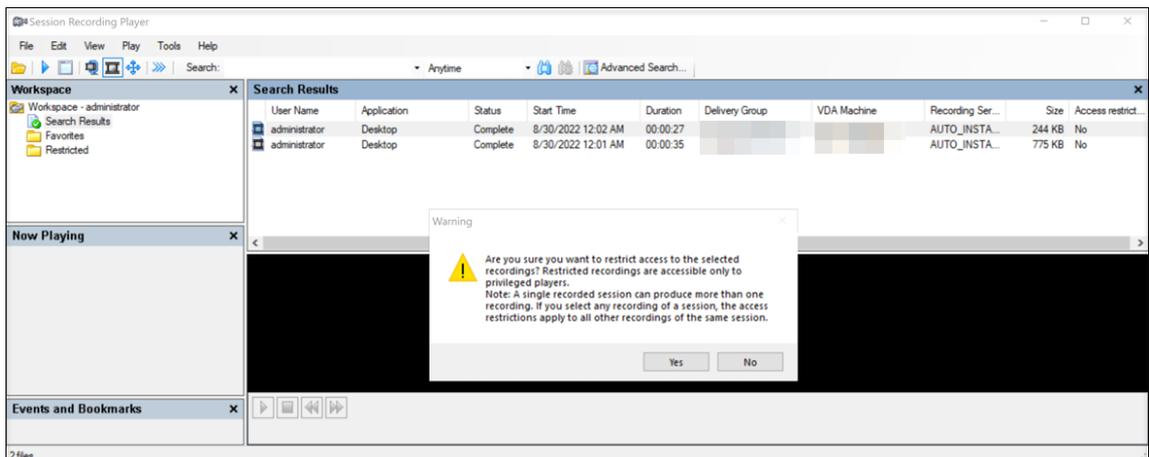 Session Recording Player
File Edit View Play Tools Help
Search: Anytime Advanced Search...
Workspace
Workspace - administrator
Search Results
Favorites
Restricted
Search Results
User Name Application Status Start Time Duration Delivery Group VDA Machine Recording Ser... Size Access restrict...
administrator Desktop Complete 8/30/2022 12:02 AM 00:00:27 AUTO_INSTA... 244 KB No
administrator Desktop Complete 8/30/2022 12:01 AM 00:00:35 AUTO_INSTA... 775 KB No
Now Playing
Warning
Are you sure you want to restrict access to the selected
recordings? Restricted recordings are accessible only to
privileged players.
Note: A single recorded session can produce more than one
recording. If you select any recording of a session, the access
restrictions apply to all other recordings of the same session.
Yes No
Events and Bookmarks
2 files